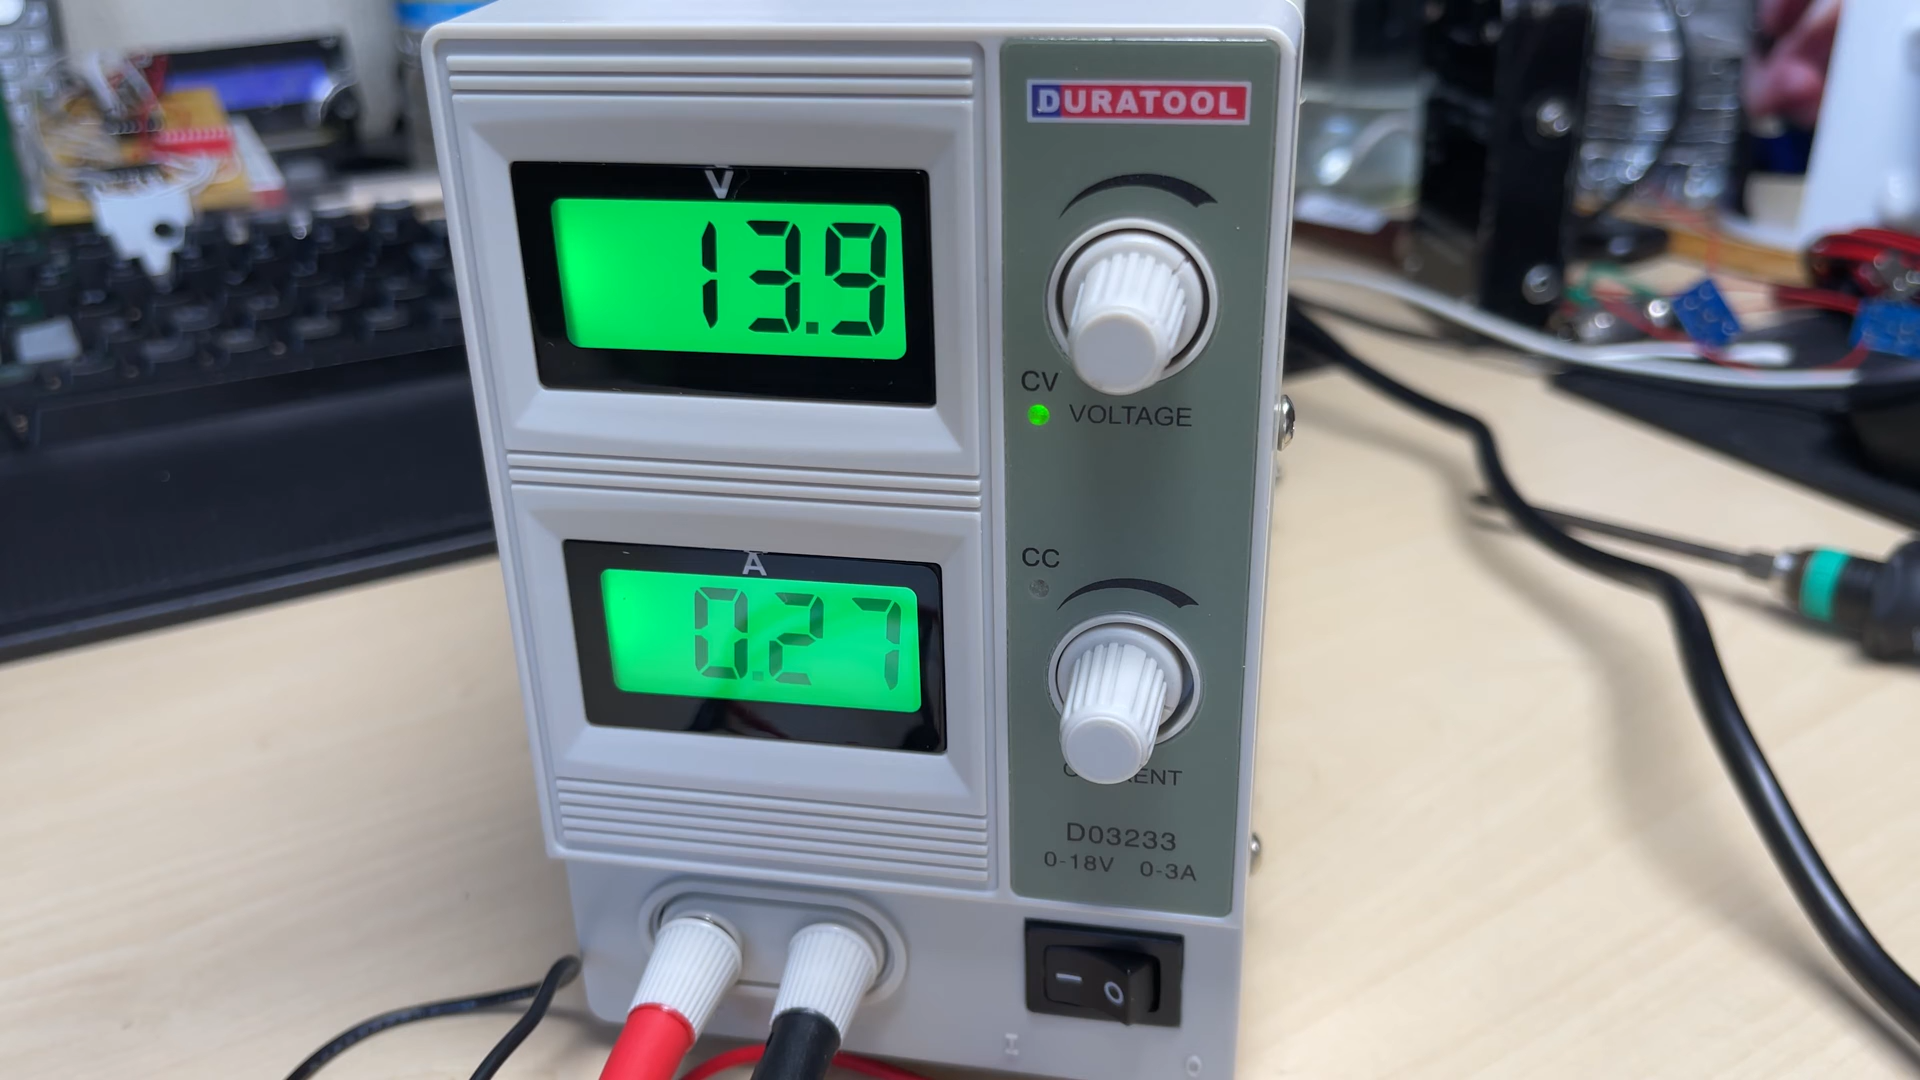 DURATOOL
V
13.9
CV
VOLTAGE
A
0.27
CC
D03233
0-18V 0-3A
I O
I O